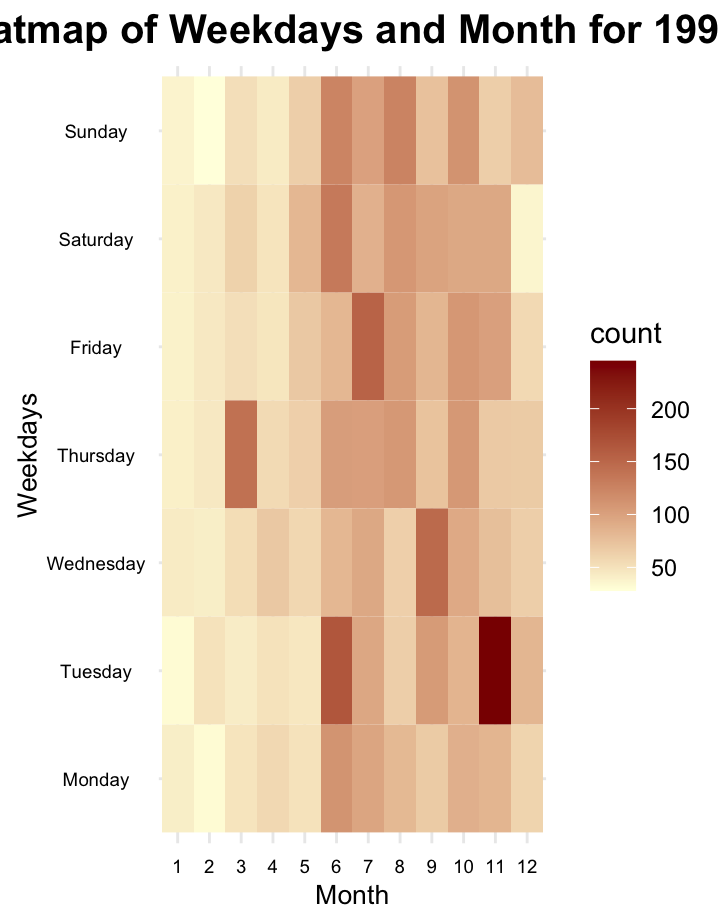 atmap of Weekdays and Month for 199
Sunday
Saturday
Friday
Thursday
Wednesday
Tuesday
Monday
Weekdays
1 2 3 4 5 6 7 8 9 10 11 12
Month
count
200
150
100
50